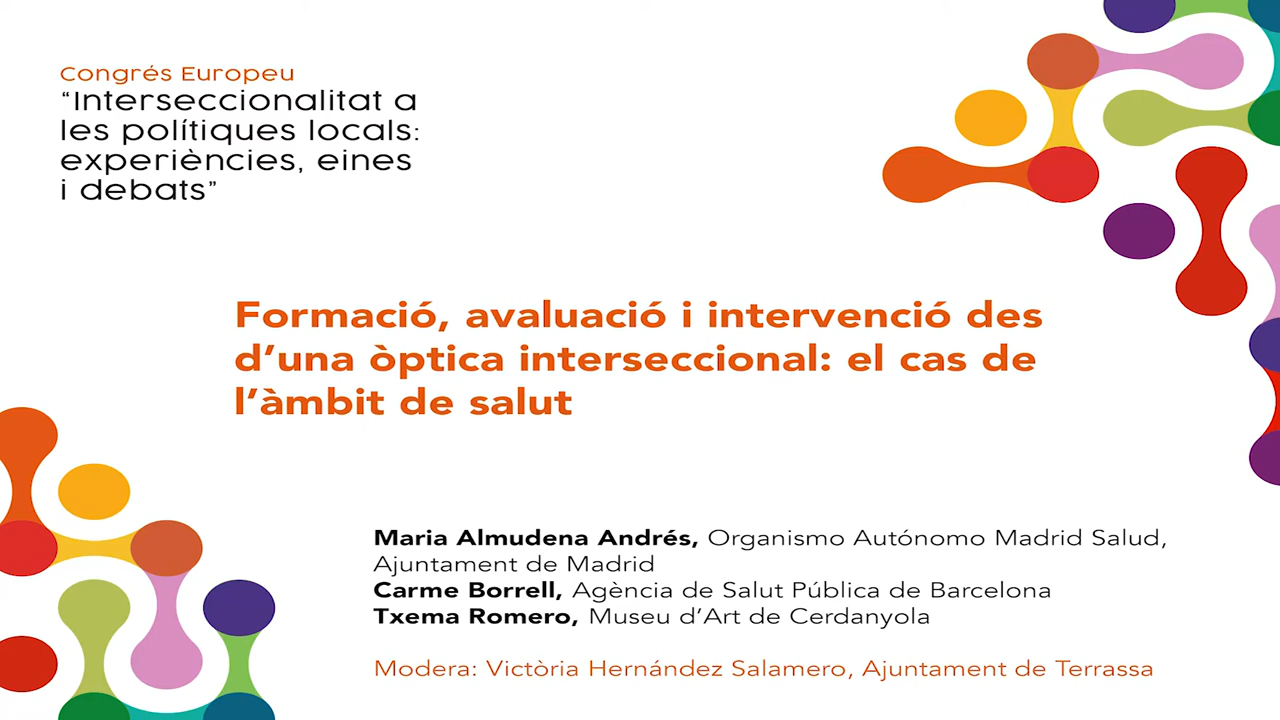 Congrés Europeu
“Interseccionalitat a
les polítiques locals:
experiències, eines
i debats”
Formació, avaluació i intervenció des
d’una òptica interseccional: el cas de
l’àmbit de salut
Maria Almudena Andrés, Organismo Autónomo Madrid Salud,
Ajuntament de Madrid
Carme Borrell, Agència de Salut Pública de Barcelona
Txema Romero, Museu d’Art de Cerdanyola
Modera: Victòria Hernández Salamero, Ajuntament de Terrassa